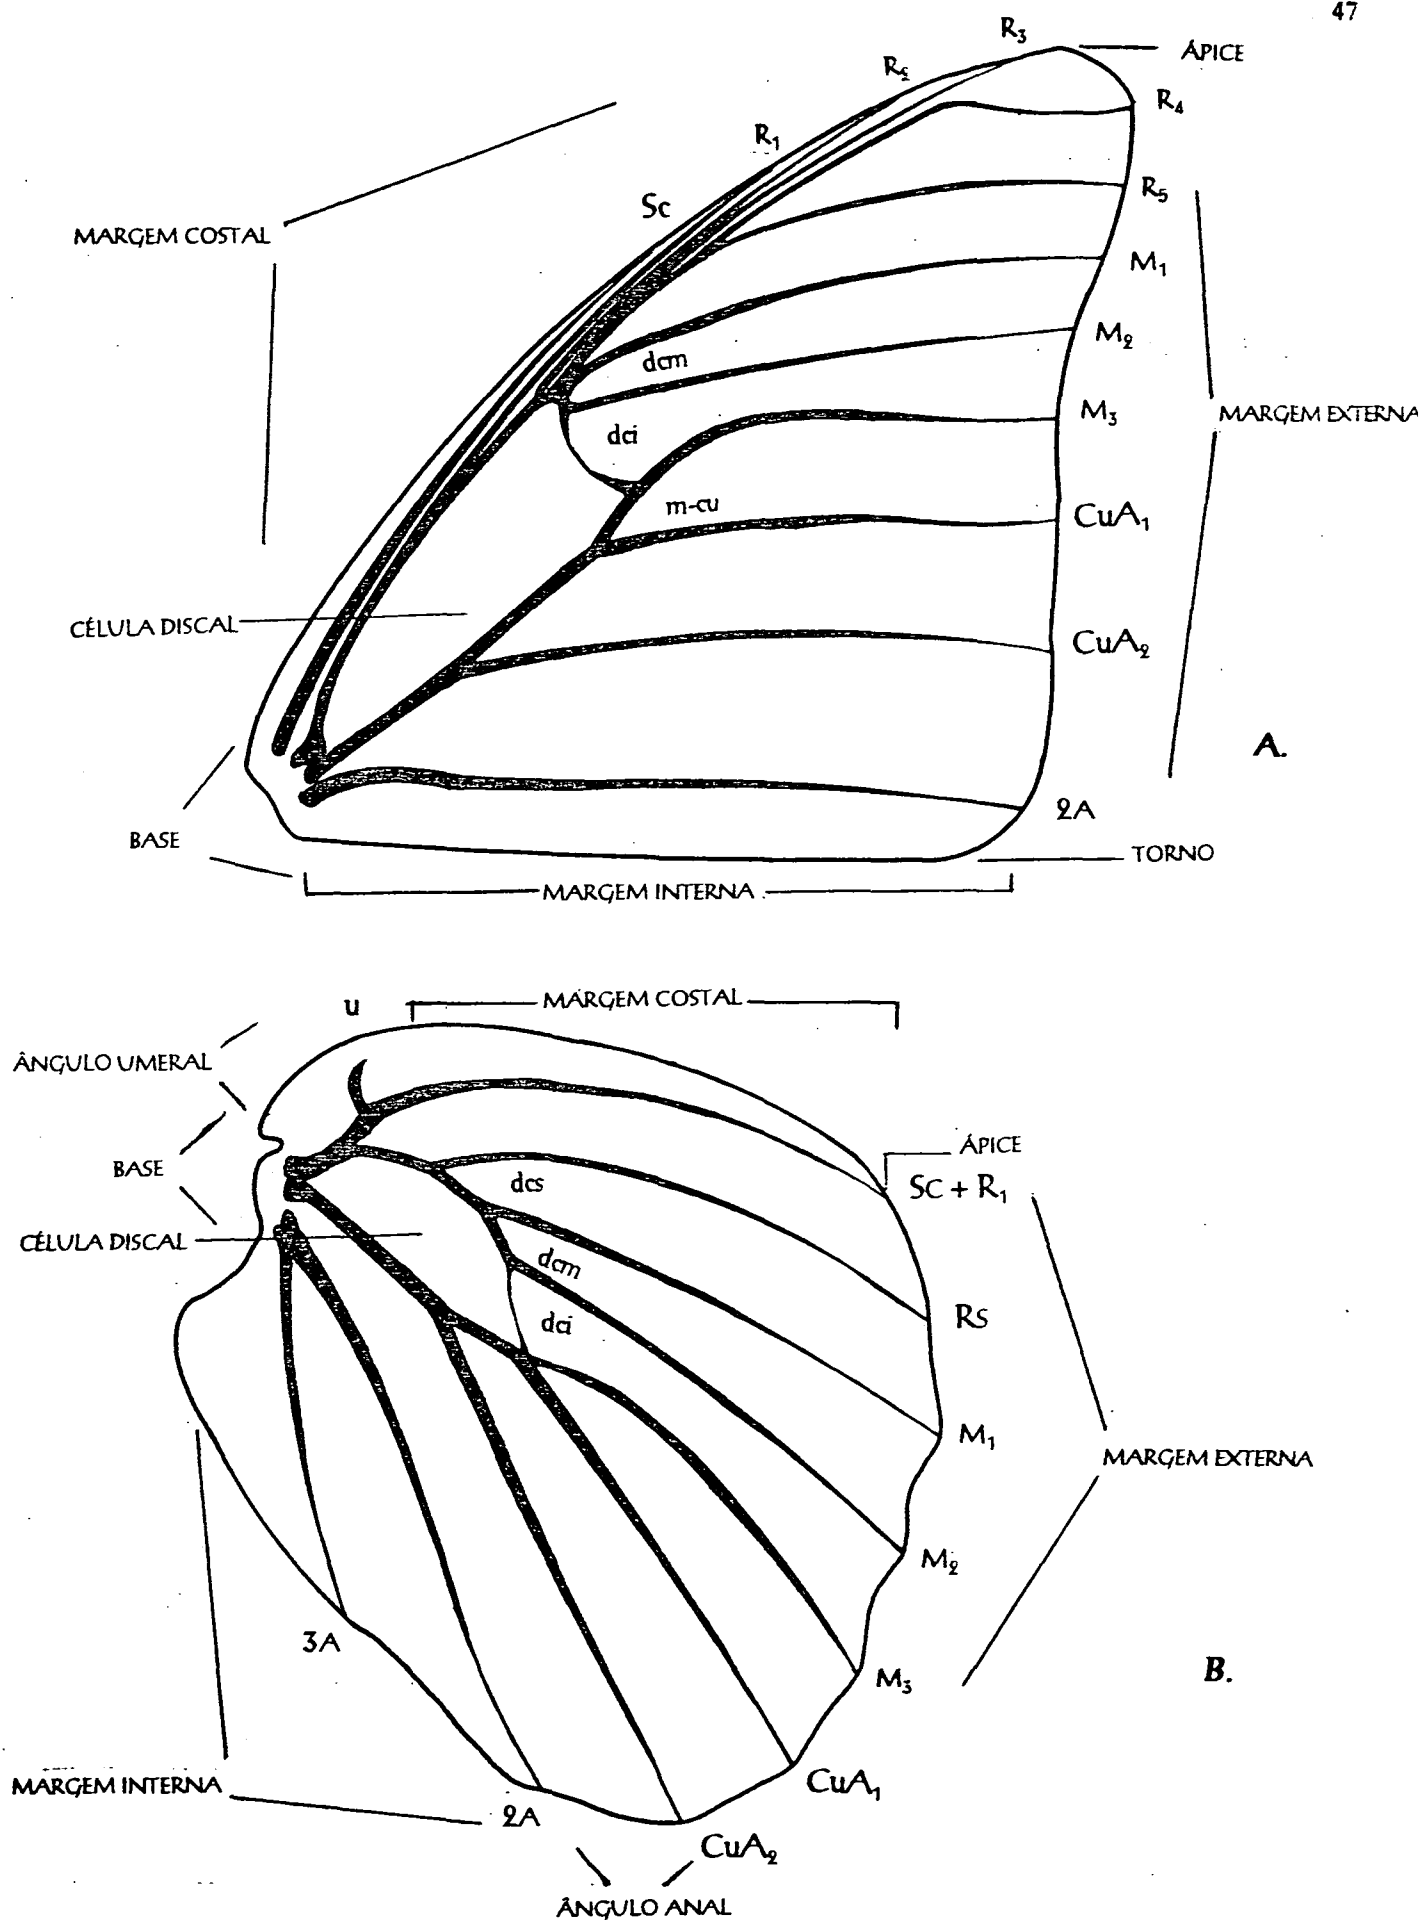 47
R₃
ÁPICE
R₂
R₄
R₁
R₅
Sc
MARGEM COSTAL
M₁
M₂
dcm
M₃
MARGEM EXTERNA
dci
m-cu
CuA₁
CÉLULA DISCAL
CuA₂
A.
2A
BASE
TORNO
MARGEM INTERNA
u
MARGEM COSTAL
ÂNGULO UMERAL
ÁPICE
BASE
dcs
Sc + R₁
CÉLULA DISCAL
dcm
dci
Rs
M₁
MARGEM EXTERNA
M₂
3A
B.
M₃
MARGEM INTERNA
CuA₁
2A
CuA₂
ÂNGULO ANAL